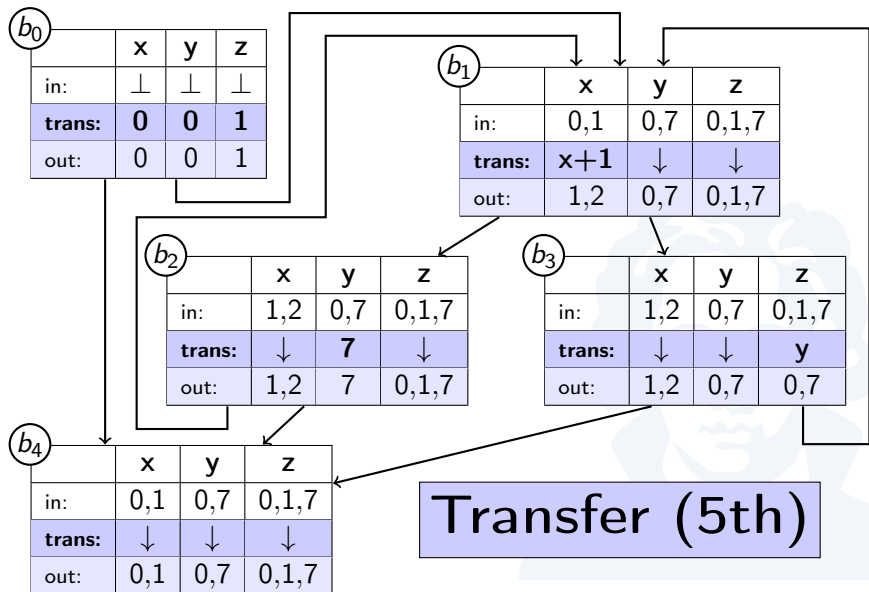 b0
x y z
in: ⊥ ⊥ ⊥
trans: 0 0 1
out: 0 0 1
b1
x y z
in: 0,1 0,7 0,1,7
trans: x+1 ↓ ↓
out: 1,2 0,7 0,1,7
b2
x y z
in: 1,2 0,7 0,1,7
trans: ↓ 7 ↓
out: 1,2 7 0,1,7
b3
x y z
in: 1,2 0,7 0,1,7
trans: ↓ ↓ y
out: 1,2 0,7 0,7
b4
x y z
in: 0,1 0,7 0,1,7
trans: ↓ ↓ ↓
out: 0,1 0,7 0,1,7
Transfer (5th)